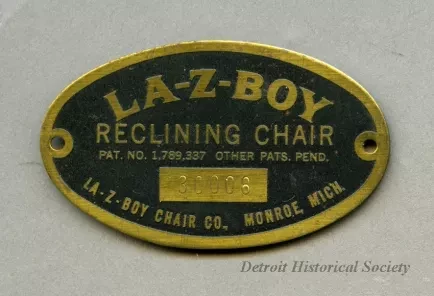 LA-Z-BOY
RECLINING CHAIR
PAT. NO. 1,789,337 OTHER PATS. PEND.
30006
LA-Z-BOY CHAIR CO., MONROE, MICH.
Detroit Historical Society